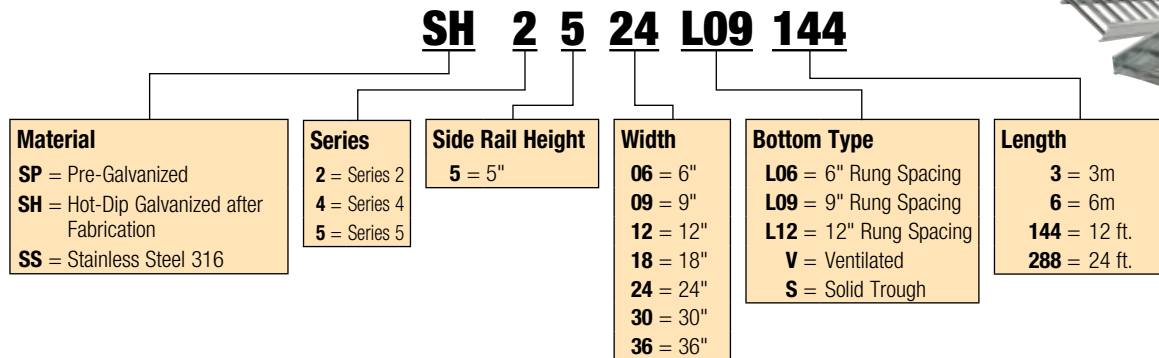 SH 2 5 24 L09 144
Material
SP = Pre-Galvanized
SH = Hot-Dip Galvanized after
Fabrication
SS = Stainless Steel 316
Series
2 = Series 2
4 = Series 4
5 = Series 5
Side Rail Height
5 = 5"
Width
06 = 6"
09 = 9"
12 = 12"
18 = 18"
24 = 24"
30 = 30"
36 = 36"
Bottom Type
L06 = 6" Rung Spacing
L09 = 9" Rung Spacing
L12 = 12" Rung Spacing
V = Ventilated
S = Solid Trough
Length
3 = 3m
6 = 6m
144 = 12 ft.
288 = 24 ft.